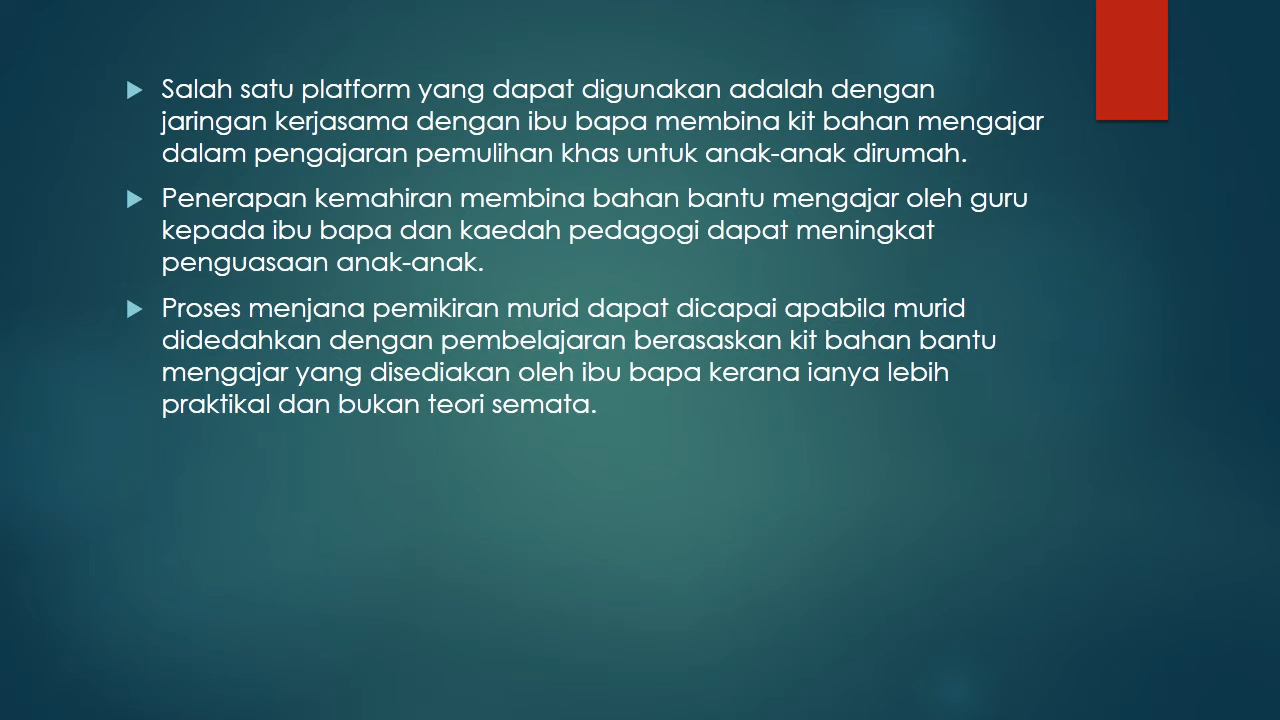 Salah satu platform yang dapat digunakan adalah dengan
jaringan kerjasama dengan ibu bapa membina kit bahan mengajar
dalam pengajaran pemulihan khas untuk anak-anak dirumah.
Penerapan kemahiran membina bahan bantu mengajar oleh guru
kepada ibu bapa dan kaedah pedagogi dapat meningkat
penguasaan anak-anak.
Proses menjana pemikiran murid dapat dicapai apabila murid
didedahkan dengan pembelajaran berasaskan kit bahan bantu
mengajar yang disediakan oleh ibu bapa kerana ianya lebih
praktikal dan bukan teori semata.